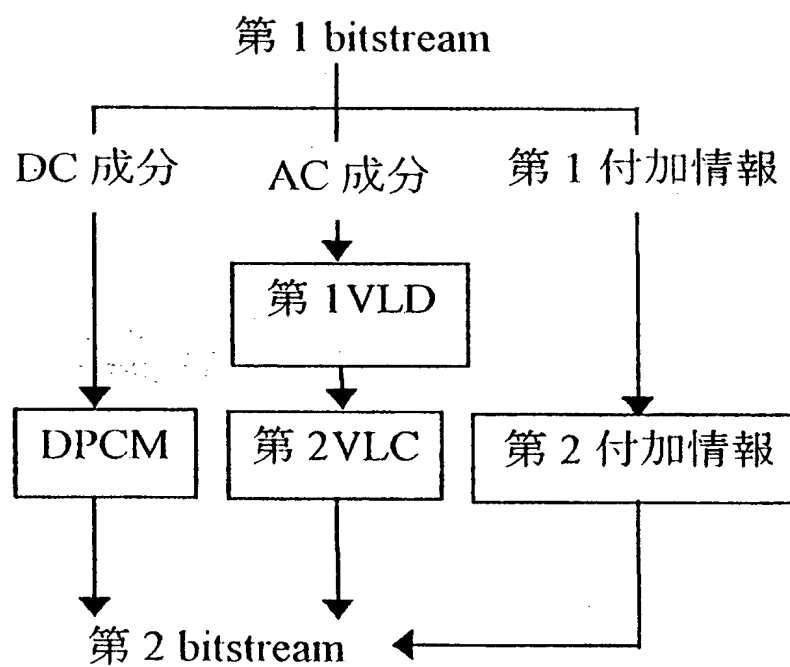 第 1 bitstream
DC 成分
AC 成分
第 1 付加情報
第 1VLD
DPCM
第 2VLC
第 2 付加情報
第 2 bitstream